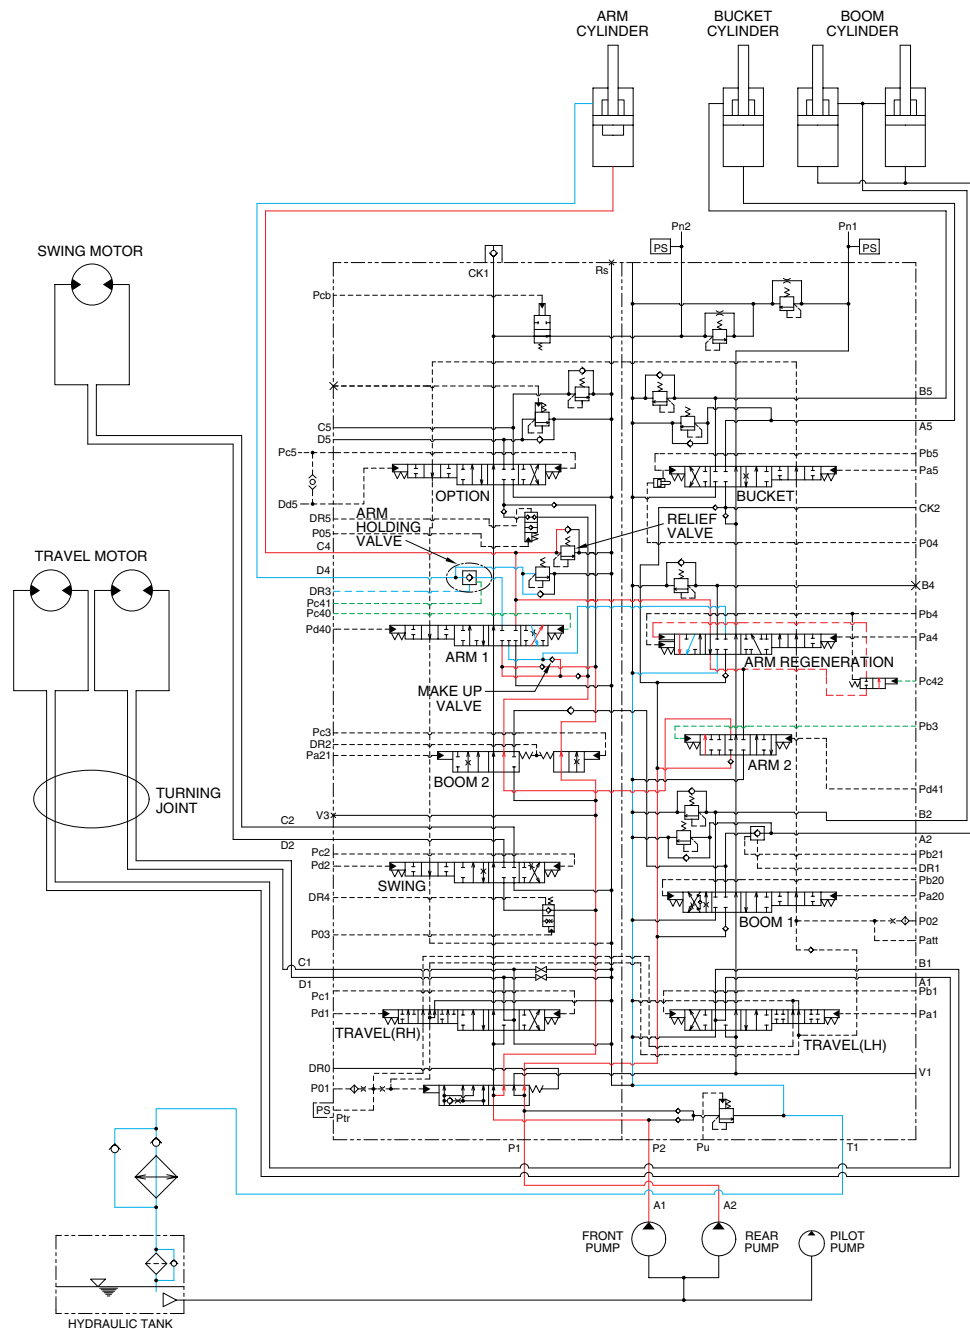 ARM
CYLINDER
BUCKET
CYLINDER
BOOM
CYLINDER
SWING MOTOR
Pn2
Pn1
PS
PS
CK1
Rs
Pcb
B5
A5
C5
D5
Pc5
Pb5
Pa5
OPTION
BUCKET
Dd5
CK2
ARM
HOLDING
VALVE
RELIEF
VALVE
DR5
P05
C4
P04
TRAVEL MOTOR
D4
DR3
B4
Pc41
Pc40
Pb4
Pd40
Pa4
ARM 1
ARM REGENERATION
MAKE UP
VALVE
Pc42
Pc3
DR2
Pa21
Pb3
BOOM 2
ARM 2
TURNING
JOINT
Pd41
V3
B2
C2
D2
A2
Pc2
Pd2
Pb21
DR1
SWING
Pb20
Pa20
DR4
BOOM 1
P02
P03
Patt
C1
B1
D1
A1
Pc1
Pb1
Pd1
Pa1
TRAVEL(RH)
TRAVEL(LH)
DR0
V1
P01
PS
Ptr
P1
P2
Pu
T1
A1
A2
FRONT
PUMP
REAR
PUMP
PILOT
PUMP
HYDRAULIC TANK